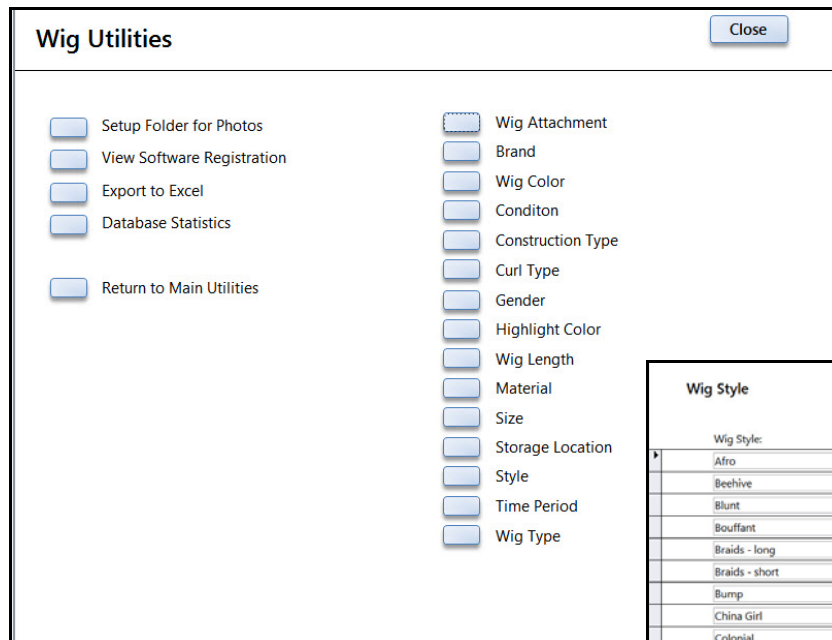 Wig Utilities
Close
Setup Folder for Photos
View Software Registration
Export to Excel
Database Statistics
Return to Main Utilities
Wig Attachment
Brand
Wig Color
Conditon
Construction Type
Curl Type
Gender
Highlight Color
Wig Length
Material
Size
Storage Location
Style
Time Period
Wig Type
Wig Style
Wig Style:
Afro
Beehive
Blunt
Bouffant
Braids - long
Braids - short
Bump
China Girl
Colonial